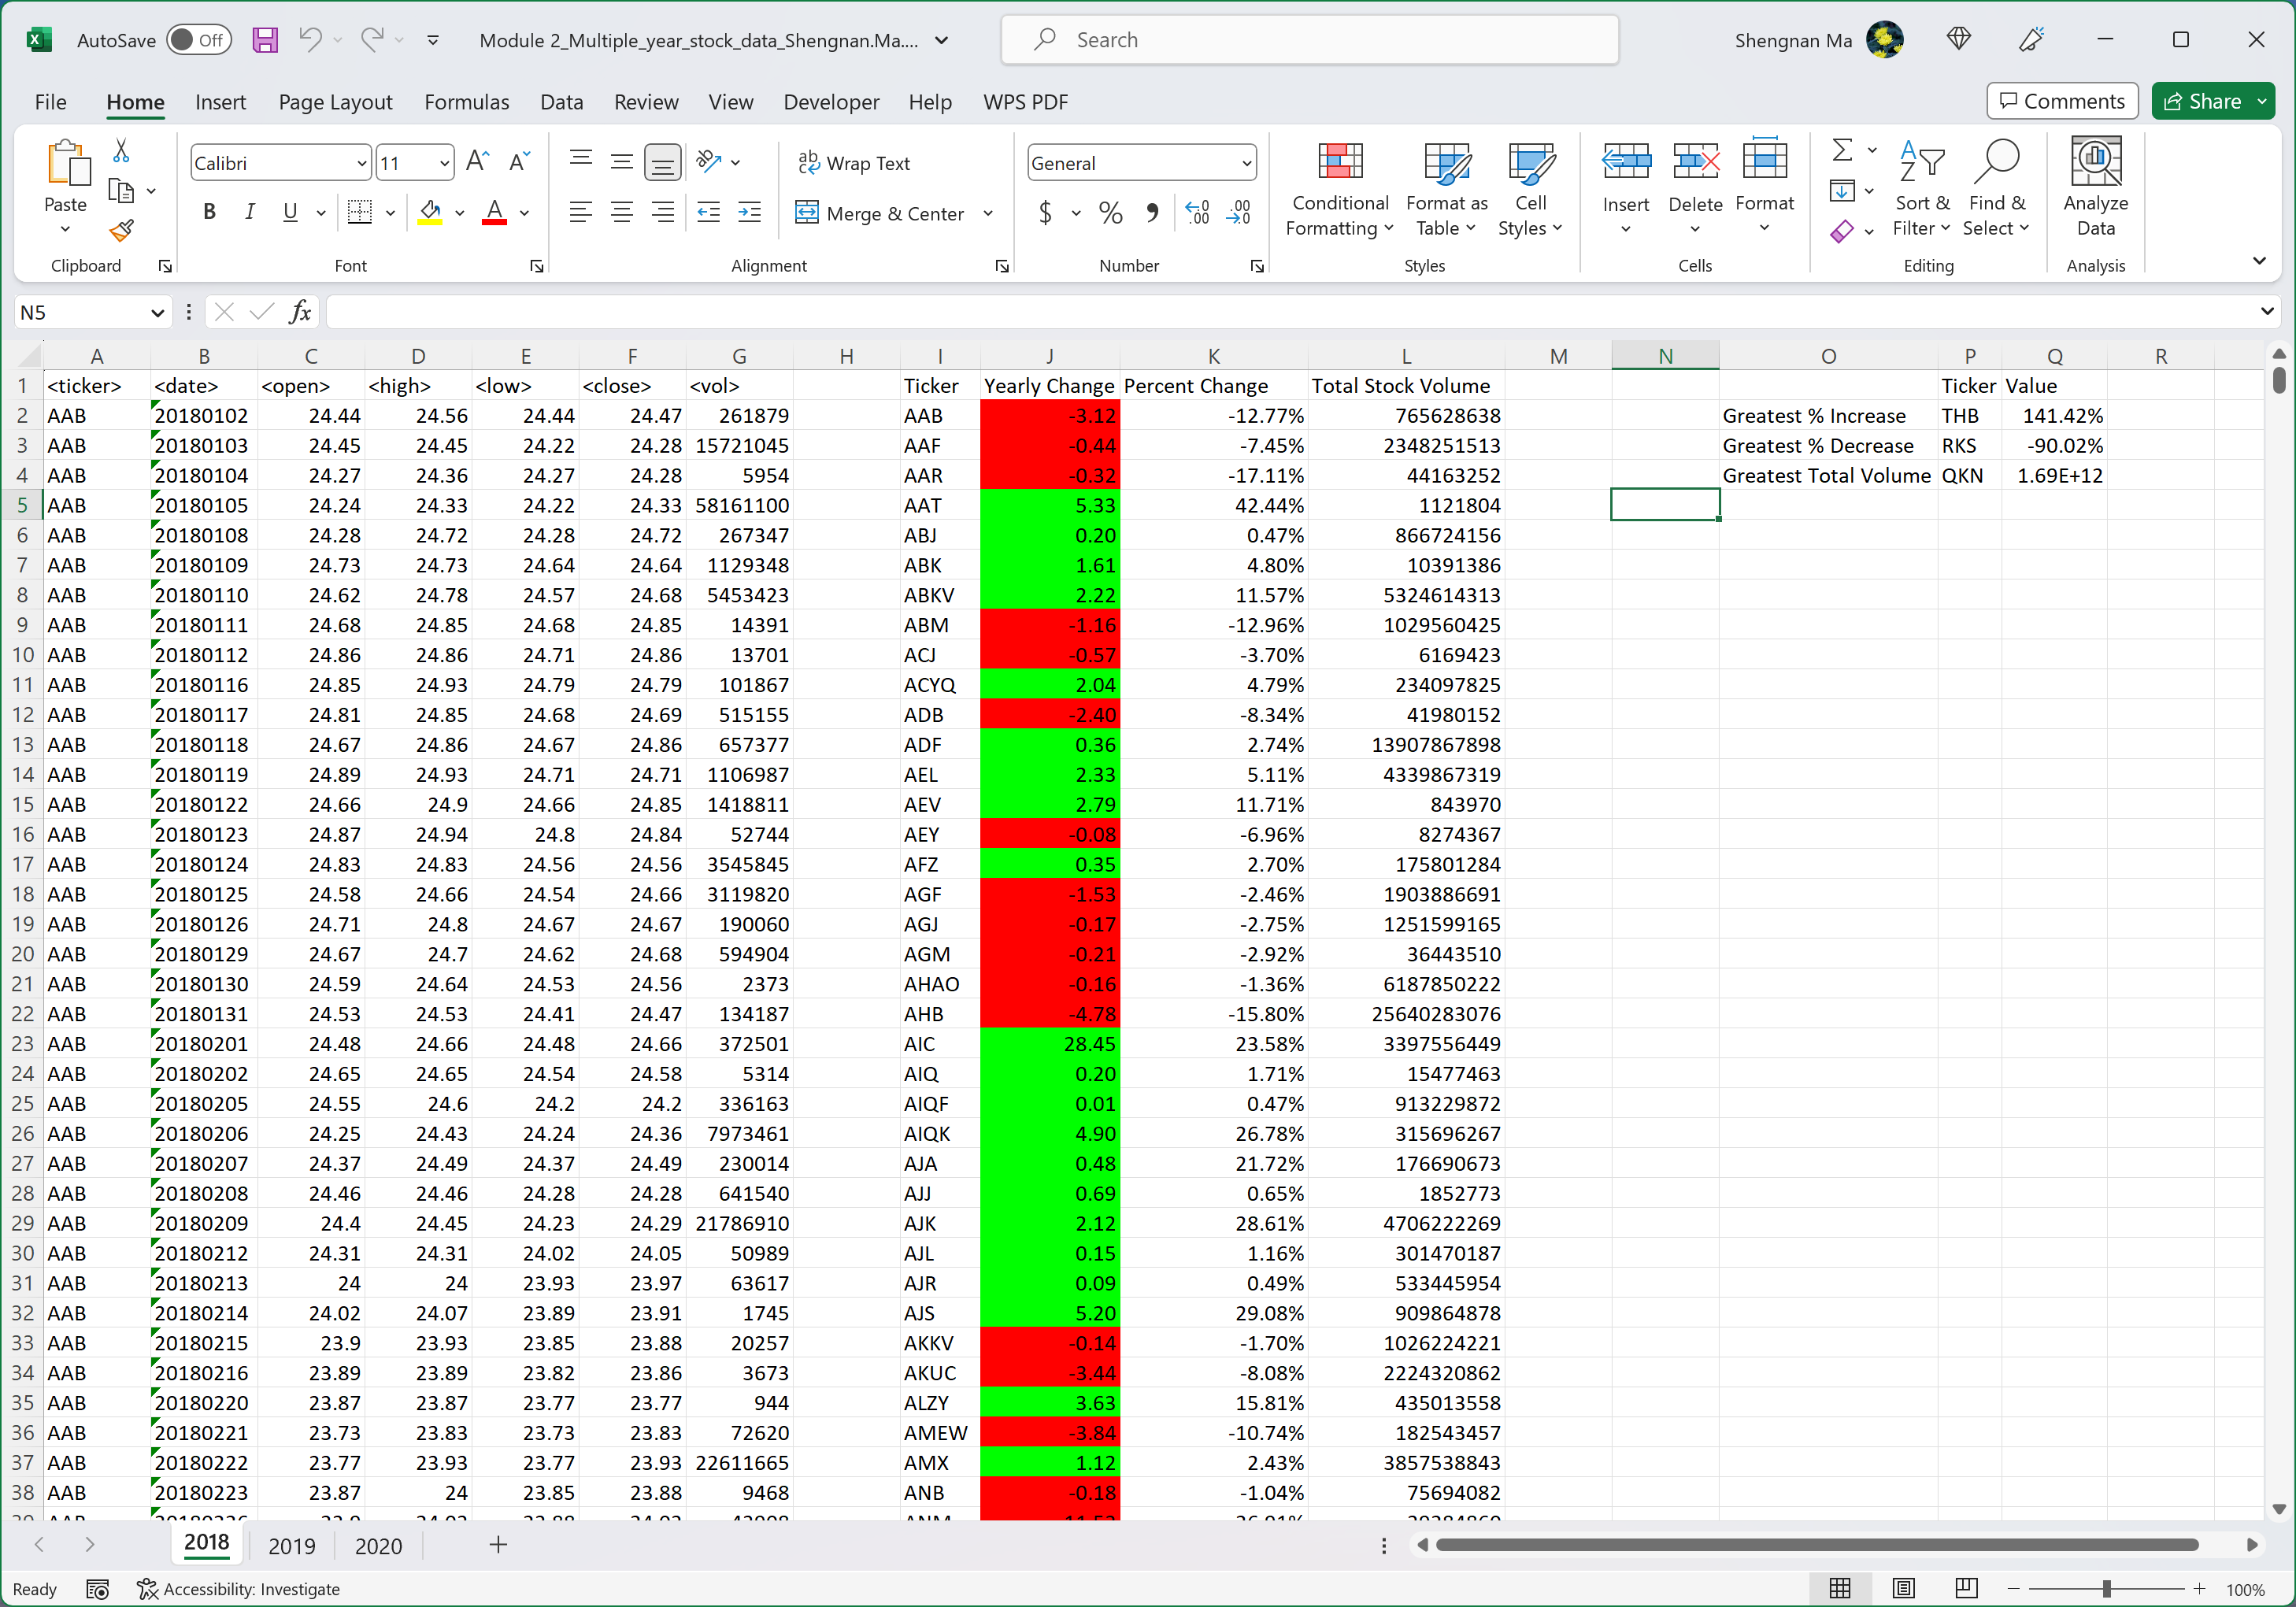 AutoSave Off Module 2_Multiple_year_stock_data_Shengnan.Ma.... Search Shengnan Ma
File Home Insert Page Layout Formulas Data Review View Developer Help WPS PDF Comments Share
Paste Calibri 11 Wrap Text General Conditional Formatting Format as Table Cell Styles Insert Delete Format Sort & Filter Find & Select Analyze Data
B I U Merge & Center $ %
Clipboard Font Alignment Number Styles Cells Editing Analysis
N5 fx
A B C D E F G H I J K L M N O P Q R
1 <ticker> <date> <open> <high> <low> <close> <vol> Ticker Yearly Change Percent Change Total Stock Volume Ticker Value
2 AAB 20180102 24.44 24.56 24.44 24.47 261879 AAB -3.12 -12.77% 765628638 Greatest % Increase THB 141.42%
3 AAB 20180103 24.45 24.45 24.22 24.28 15721045 AAF -0.44 -7.45% 2348251513 Greatest % Decrease RKS -90.02%
4 AAB 20180104 24.27 24.36 24.27 24.28 5954 AAR -0.32 -17.11% 44163252 Greatest Total Volume QKN 1.69E+12
5 AAB 20180105 24.24 24.33 24.22 24.33 58161100 AAT 5.33 42.44% 1121804
6 AAB 20180108 24.28 24.72 24.28 24.72 267347 ABJ 0.20 0.47% 866724156
7 AAB 20180109 24.73 24.73 24.64 24.64 1129348 ABK 1.61 4.80% 10391386
8 AAB 20180110 24.62 24.78 24.57 24.68 5453423 ABKV 2.22 11.57% 5324614313
9 AAB 20180111 24.68 24.85 24.68 24.85 14391 ABM -1.16 -12.96% 1029560425
10 AAB 20180112 24.86 24.86 24.71 24.86 13701 ACJ -0.57 -3.70% 6169423
11 AAB 20180116 24.85 24.93 24.79 24.79 101867 ACYQ 2.04 4.79% 234097825
12 AAB 20180117 24.81 24.85 24.68 24.69 515155 ADB -2.40 -8.34% 41980152
13 AAB 20180118 24.67 24.86 24.67 24.86 657377 ADF 0.36 2.74% 13907867898
14 AAB 20180119 24.89 24.93 24.71 24.71 1106987 AEL 2.33 5.11% 4339867319
15 AAB 20180122 24.66 24.9 24.66 24.85 1418811 AEV 2.79 11.71% 843970
16 AAB 20180123 24.87 24.94 24.8 24.84 52744 AEY -0.08 -6.96% 8274367
17 AAB 20180124 24.83 24.83 24.56 24.56 3545845 AFZ 0.35 2.70% 175801284
18 AAB 20180125 24.58 24.66 24.54 24.66 3119820 AGF -1.53 -2.46% 1903886691
19 AAB 20180126 24.71 24.8 24.67 24.67 190060 AGJ -0.17 -2.75% 1251599165
20 AAB 20180129 24.67 24.7 24.62 24.68 594904 AGM -0.21 -2.92% 36443510
21 AAB 20180130 24.59 24.64 24.53 24.56 2373 AHAO -0.16 -1.36% 6187850222
22 AAB 20180131 24.53 24.53 24.41 24.47 134187 AHB -4.78 -15.80% 25640283076
23 AAB 20180201 24.48 24.66 24.48 24.66 372501 AIC 28.45 23.58% 3397556449
24 AAB 20180202 24.65 24.65 24.54 24.58 5314 AIQ 0.20 1.71% 15477463
25 AAB 20180205 24.55 24.6 24.2 24.2 336163 AIQF 0.01 0.47% 913229872
26 AAB 20180206 24.25 24.43 24.24 24.36 7973461 AIQK 4.90 26.78% 315696267
27 AAB 20180207 24.37 24.49 24.37 24.49 230014 AJA 0.48 21.72% 176690673
28 AAB 20180208 24.46 24.46 24.28 24.28 641540 AJJ 0.69 0.65% 1852773
29 AAB 20180209 24.4 24.45 24.23 24.29 21786910 AJK 2.12 28.61% 4706222269
30 AAB 20180212 24.31 24.31 24.02 24.05 50989 AJL 0.15 1.16% 301470187
31 AAB 20180213 24 24 23.93 23.97 63617 AJR 0.09 0.49% 533445954
32 AAB 20180214 24.02 24.07 23.89 23.91 1745 AJS 5.20 29.08% 909864878
33 AAB 20180215 23.9 23.93 23.85 23.88 20257 AKKV -0.14 -1.70% 1026224221
34 AAB 20180216 23.89 23.89 23.82 23.86 3673 AKUC -3.44 -8.08% 2224320862
35 AAB 20180220 23.87 23.87 23.77 23.77 944 ALZY 3.63 15.81% 435013558
36 AAB 20180221 23.73 23.83 23.73 23.83 72620 AMEW -3.84 -10.74% 182543457
37 AAB 20180222 23.77 23.93 23.77 23.93 22611665 AMX 1.12 2.43% 3857538843
38 AAB 20180223 23.87 24 23.85 23.88 9468 ANB -0.18 -1.04% 75694082
2018 2019 2020
Ready Accessibility: Investigate 100%